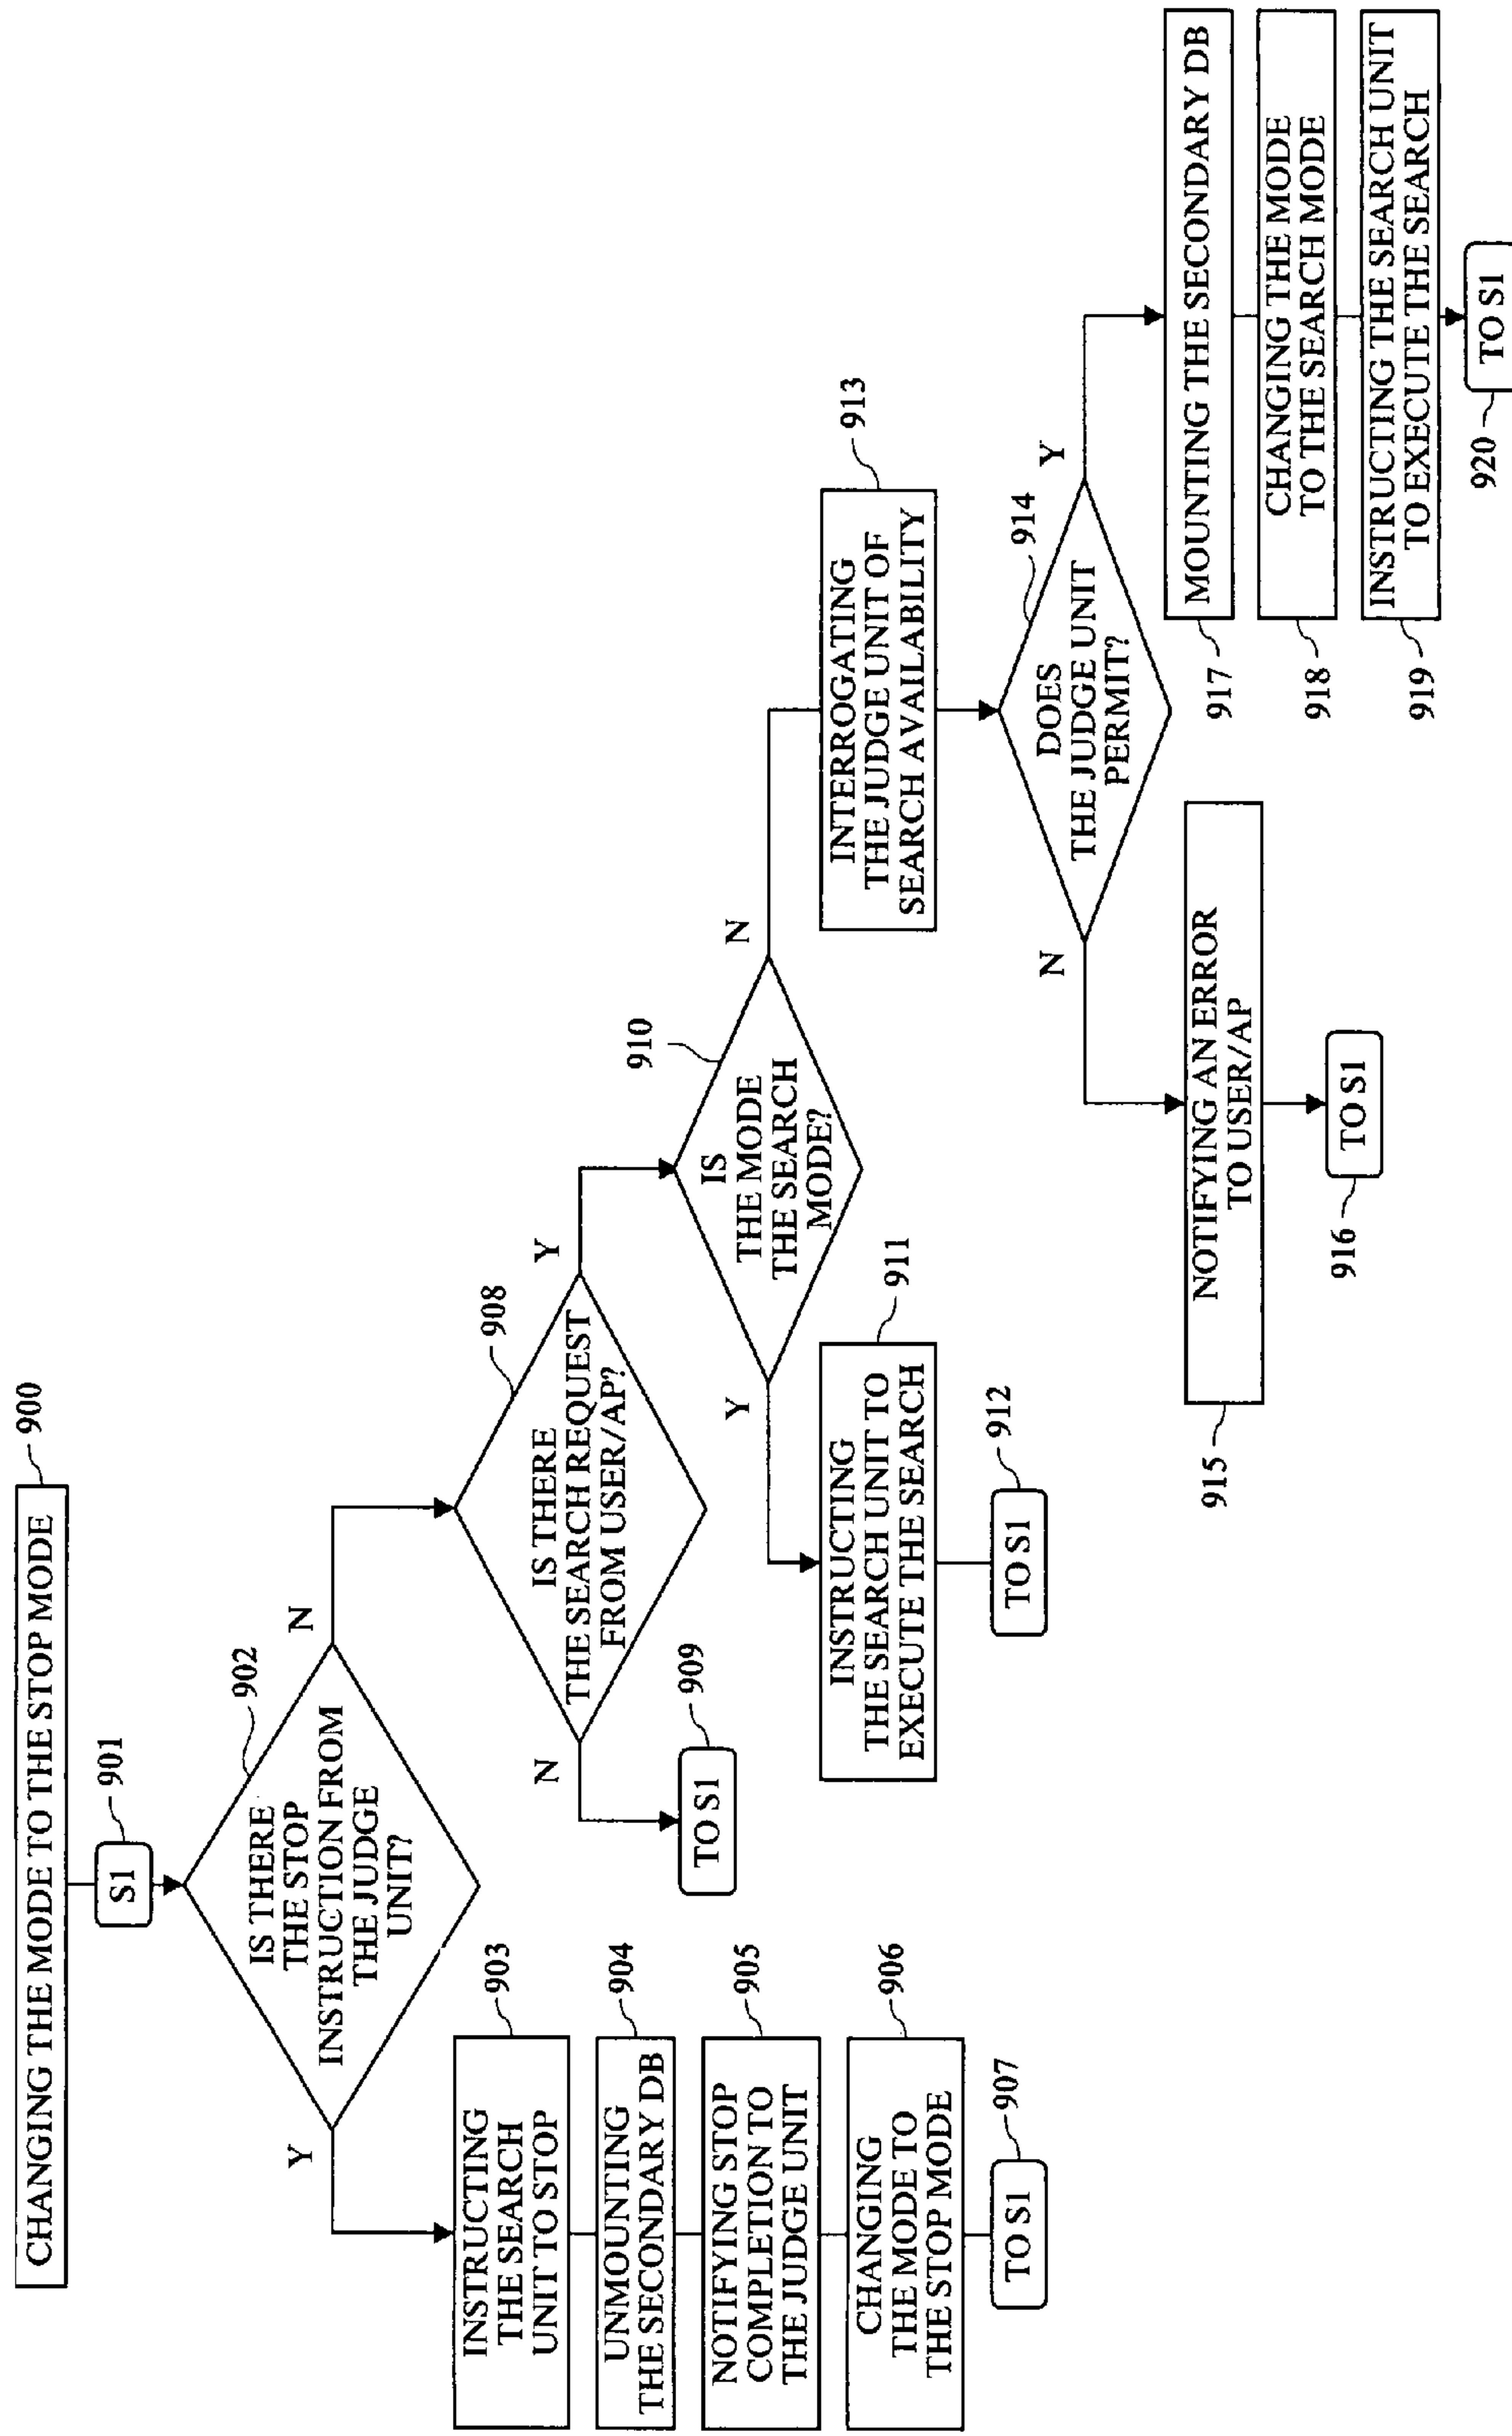 CHANGING THE MODE TO THE STOP MODE
900
S1
901
IS THERE
THE STOP
INSTRUCTION FROM
THE JUDGE
UNIT?
902
Y
N
INSTRUCTING
THE SEARCH
UNIT TO STOP
903
UNMOUNTING
THE SECONDARY DB
904
NOTIFYING STOP
COMPLETION TO
THE JUDGE UNIT
905
CHANGING
THE MODE TO
THE STOP MODE
906
TO S1
907
IS THERE
THE SEARCH REQUEST
FROM USER/AP?
908
N
Y
TO S1
909
IS
THE MODE
THE SEARCH
MODE?
910
Y
N
INSTRUCTING
THE SEARCH UNIT TO
EXECUTE THE SEARCH
911
TO S1
912
INTERROGATING
THE JUDGE UNIT OF
SEARCH AVAILABILITY
913
DOES
THE JUDGE UNIT
PERMIT?
914
N
Y
NOTIFYING AN ERROR
TO USER/AP
915
TO S1
916
MOUNTING THE SECONDARY DB
917
CHANGING THE MODE
TO THE SEARCH MODE
918
INSTRUCTING THE SEARCH UNIT
TO EXECUTE THE SEARCH
919
TO S1
920